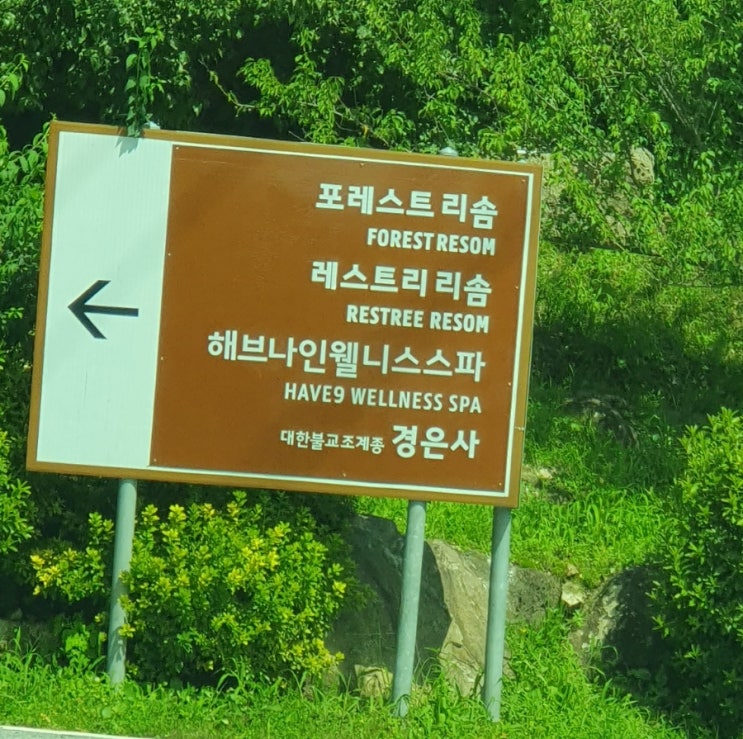 포레스트 리솜
FOREST RESOM
레스트리 리솜
RESTREE RESOM
해브나인웰니스스파
HAVE9 WELLNESS SPA
대한불교조계종 경은사